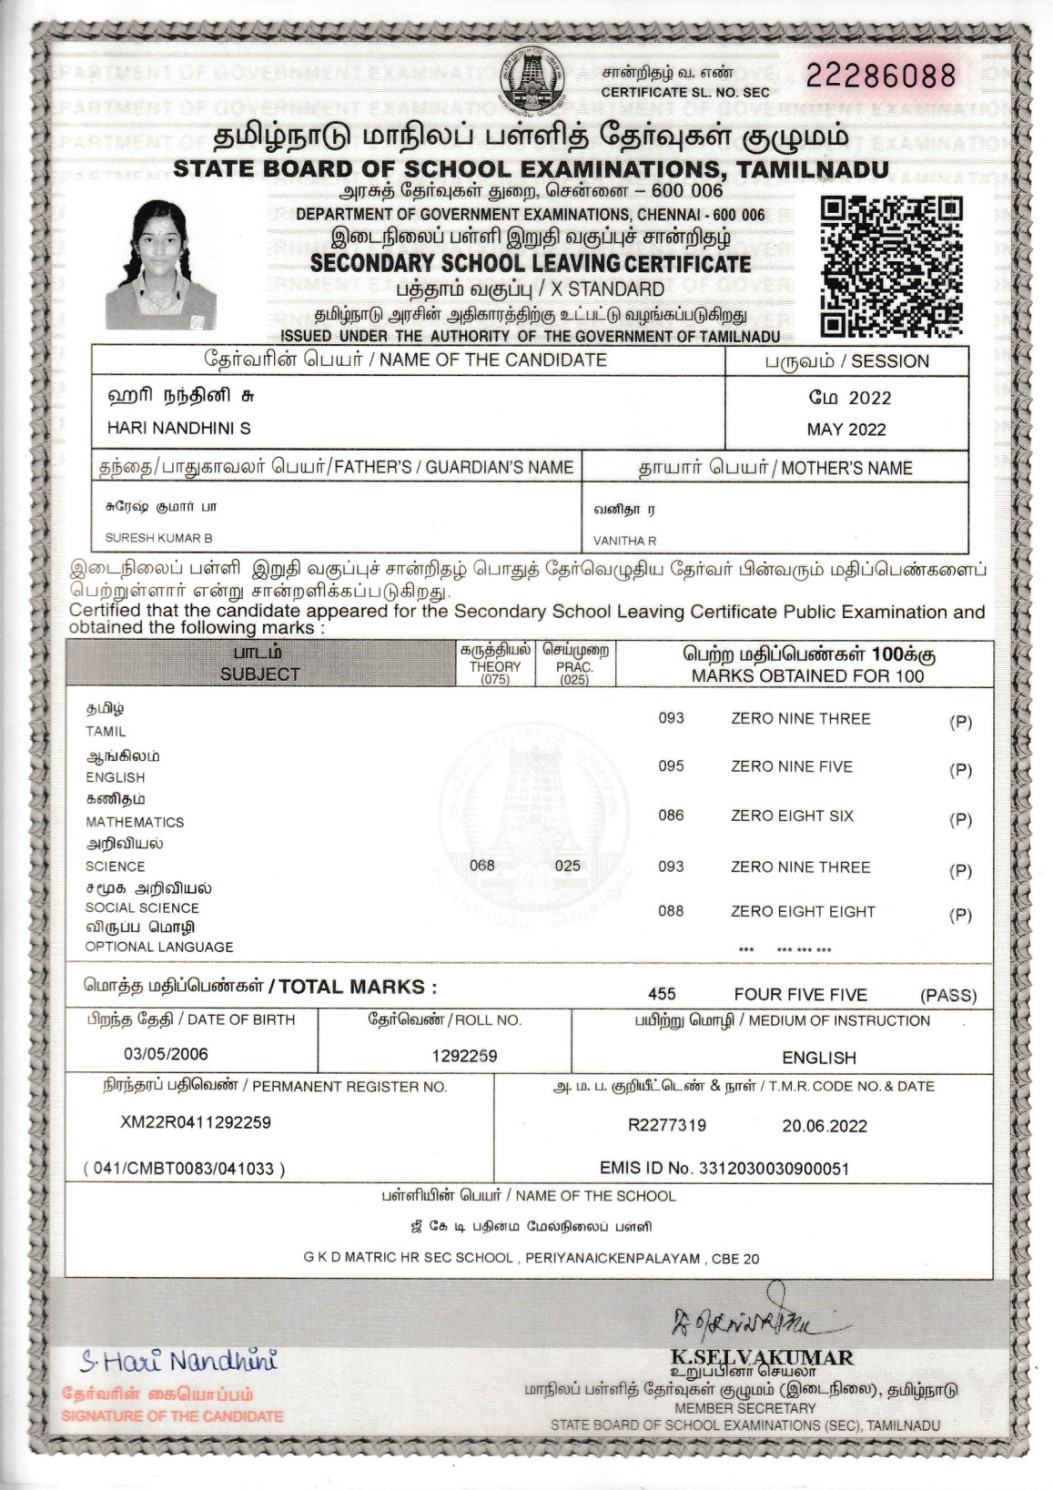 சான்றிதழ் வ. எண்
CERTIFICATE SL. NO. SEC
22286088
தமிழ்நாடு மாநிலப் பள்ளித் தேர்வுகள் குழுமம்
STATE BOARD OF SCHOOL EXAMINATIONS, TAMILNADU
அரசுத் தேர்வுகள் துறை, சென்னை – 600 006
DEPARTMENT OF GOVERNMENT EXAMINATIONS, CHENNAI - 600 006
இடைநிலைப் பள்ளி இறுதி வகுப்புச் சான்றிதழ்
SECONDARY SCHOOL LEAVING CERTIFICATE
பத்தாம் வகுப்பு / X STANDARD
தமிழ்நாடு அரசின் அதிகாரத்திற்கு உட்பட்டு வழங்கப்படுகிறது
ISSUED UNDER THE AUTHORITY OF THE GOVERNMENT OF TAMILNADU
தேர்வரின் பெயர் / NAME OF THE CANDIDATE பருவம் / SESSION
ஹரி நந்தினி சு மே 2022
HARI NANDHINI S MAY 2022
தந்தை/பாதுகாவலர் பெயர்/FATHER'S / GUARDIAN'S NAME தாயார் பெயர் / MOTHER'S NAME
சுரேஷ் குமார் பா வனிதா ர
SURESH KUMAR B VANITHA R
இடைநிலைப் பள்ளி இறுதி வகுப்புச் சான்றிதழ் பொதுத் தேர்வெழுதிய தேர்வர் பின்வரும் மதிப்பெண்களைப்
பெற்றுள்ளார் என்று சான்றளிக்கப்படுகிறது.
Certified that the candidate appeared for the Secondary School Leaving Certificate Public Examination and
obtained the following marks :
பாடம் கருத்தியல் செய்முறை பெற்ற மதிப்பெண்கள் 100க்கு
SUBJECT THEORY PRAC. MARKS OBTAINED FOR 100
(075) (025)
தமிழ்
TAMIL 093 ZERO NINE THREE (P)
ஆங்கிலம்
ENGLISH 095 ZERO NINE FIVE (P)
கணிதம்
MATHEMATICS 086 ZERO EIGHT SIX (P)
அறிவியல்
SCIENCE 068 025 093 ZERO NINE THREE (P)
சமூக அறிவியல்
SOCIAL SCIENCE 088 ZERO EIGHT EIGHT (P)
விருப்ப மொழி
OPTIONAL LANGUAGE *** *** *** ***
மொத்த மதிப்பெண்கள் / TOTAL MARKS : 455 FOUR FIVE FIVE (PASS)
பிறந்த தேதி / DATE OF BIRTH தேர்வெண் / ROLL NO. பயிற்று மொழி / MEDIUM OF INSTRUCTION
03/05/2006 1292259 ENGLISH
நிரந்தரப் பதிவெண் / PERMANENT REGISTER NO. அ. ம. ப. குறியீட்டெண் & நாள் / T.M.R. CODE NO. & DATE
XM22R0411292259 R2277319 20.06.2022
( 041/CMBT0083/041033 ) EMIS ID No. 3312030030900051
பள்ளியின் பெயர் / NAME OF THE SCHOOL
ஜீ கே டி பதின்ம மேல்நிலைப் பள்ளி
G K D MATRIC HR SEC SCHOOL , PERIYANAICKENPALAYAM , CBE 20
S. Hari Nandhini
தேர்வரின் கையொப்பம்
SIGNATURE OF THE CANDIDATE
K.SELVAKUMAR
உறுப்பினர் செயலர்
மாநிலப் பள்ளித் தேர்வுகள் குழுமம் (இடைநிலை), தமிழ்நாடு
MEMBER SECRETARY
STATE BOARD OF SCHOOL EXAMINATIONS (SEC), TAMILNADU